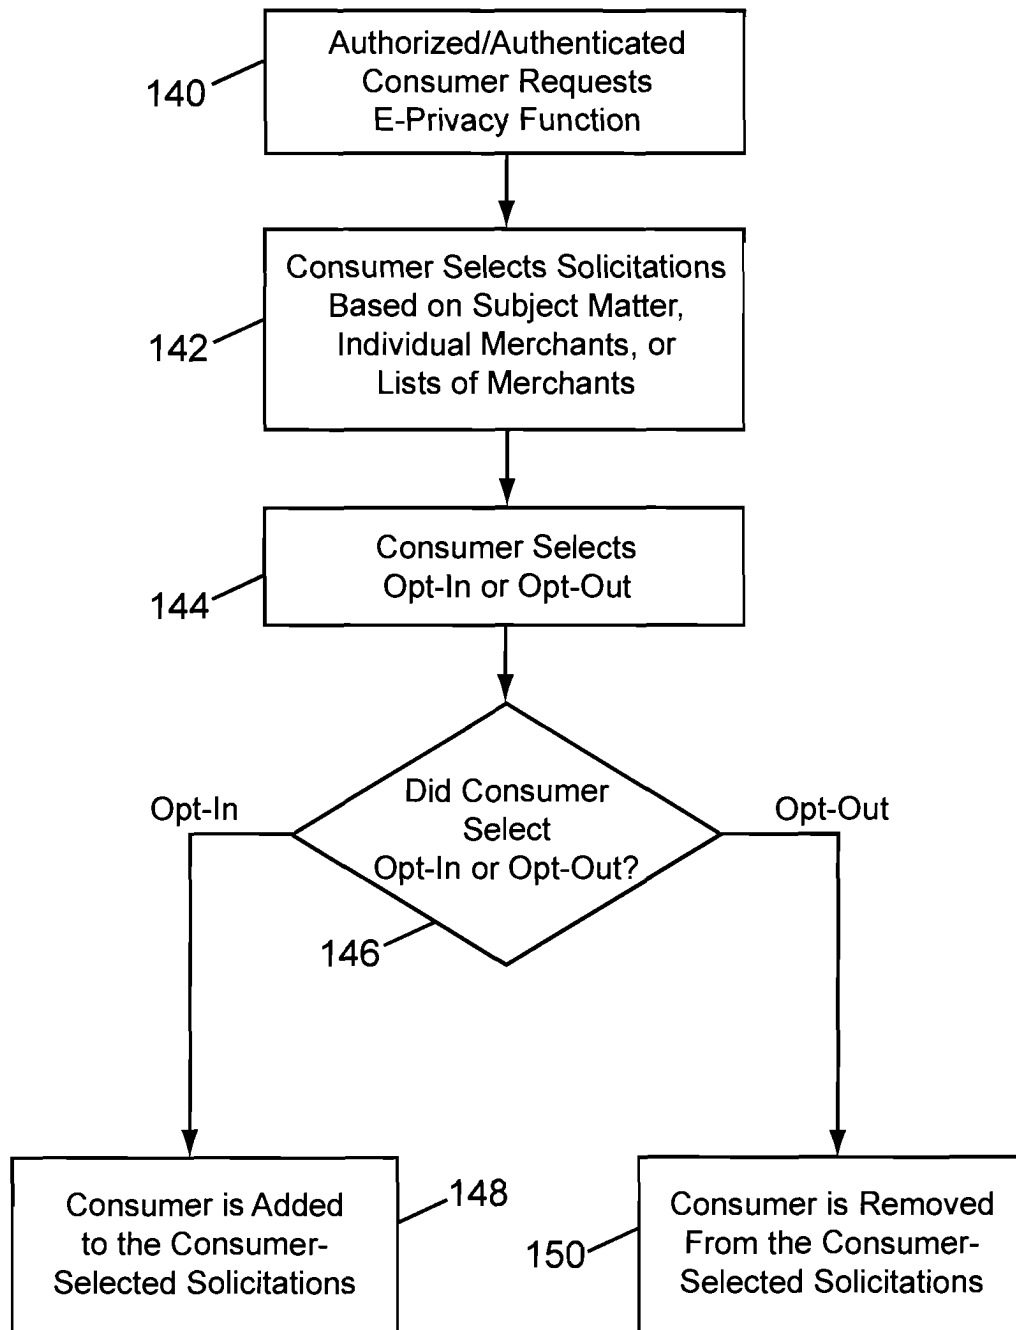 Authorized/Authenticated
Consumer Requests
E-Privacy Function
140
Consumer Selects Solicitations
Based on Subject Matter,
Individual Merchants, or
Lists of Merchants
142
Consumer Selects
Opt-In or Opt-Out
144
Did Consumer
Select
Opt-In or Opt-Out?
146
Opt-In
Opt-Out
Consumer is Added
to the Consumer-
Selected Solicitations
148
Consumer is Removed
From the Consumer-
Selected Solicitations
150